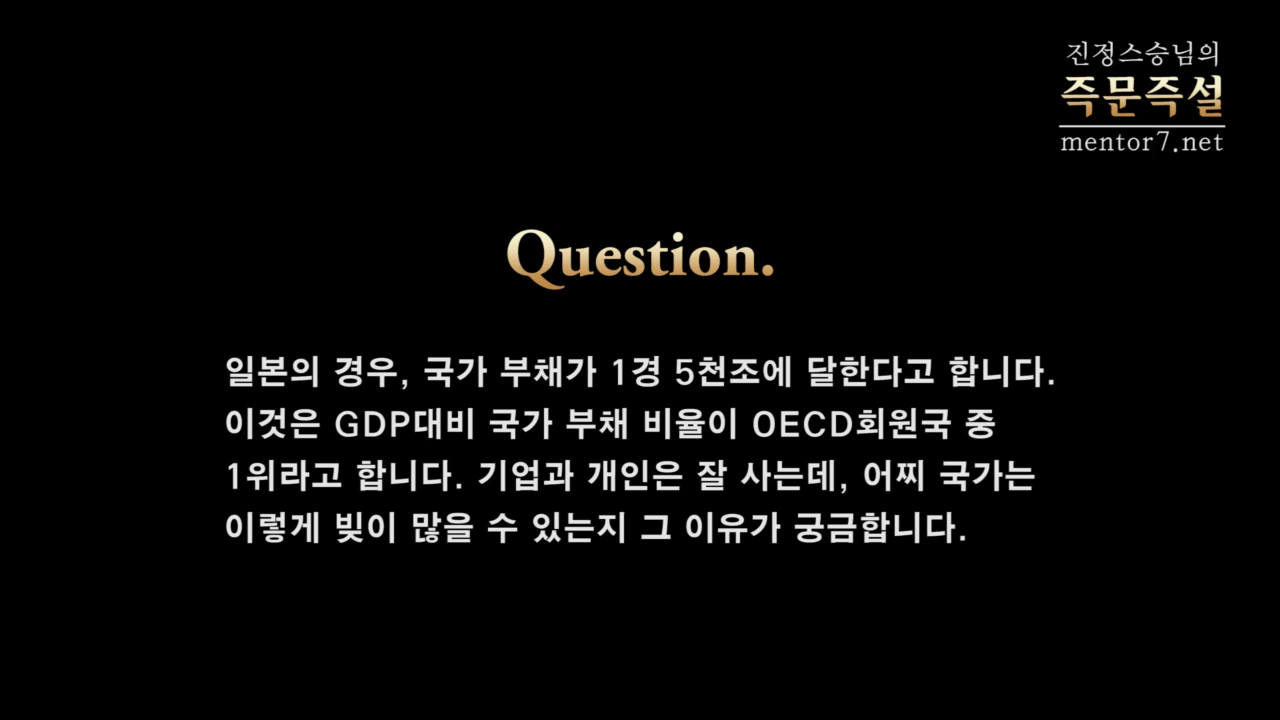 진정스승님의
즉문즉설
mentor7.net
Question.
일본의 경우, 국가 부채가 1경 5천조에 달한다고 합니다.
이것은 GDP대비 국가 부채 비율이 OECD회원국 중
1위라고 합니다. 기업과 개인은 잘 사는데, 어찌 국가는
이렇게 빚이 많을 수 있는지 그 이유가 궁금합니다.